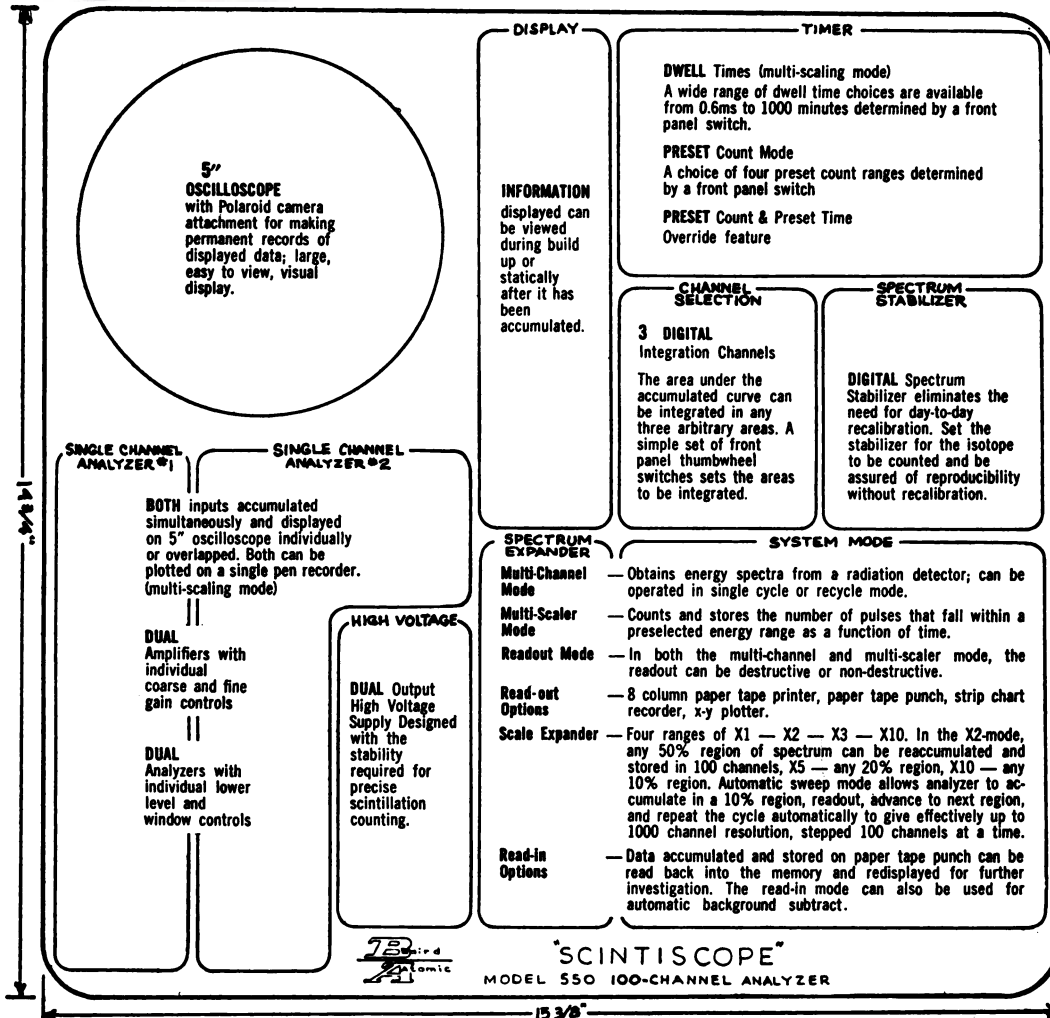 5"
OSCILLOSCOPE
with Polaroid camera
attachment for making
permanent records of
displayed data; large,
easy to view, visual
display.
DISPLAY
INFORMATION
displayed can
be viewed
during build
up or
statically
after it has
been
accumulated.
TIMER
DWELL Times (multi-scaling mode)
A wide range of dwell time choices are available
from 0.6ms to 1000 minutes determined by a front
panel switch.
PRESET Count Mode
A choice of four preset count ranges determined
by a front panel switch
PRESET Count & Preset Time
Override feature
CHANNEL
SELECTION
3 DIGITAL
Integration Channels
The area under the
accumulated curve can
be integrated in any
three arbitrary areas. A
simple set of front
panel thumbwheel
switches sets the areas
to be integrated.
SPECTRUM
STABILIZER
DIGITAL Spectrum
Stabilizer eliminates the
need for day-to-day
recalibration. Set the
stabilizer for the isotope
to be counted and be
assured of reproducibility
without recalibration.
SINGLE CHANNEL
ANALYZER #1
SINGLE CHANNEL
ANALYZER #2
BOTH inputs accumulated
simultaneously and displayed
on 5" oscilloscope individually
or overlapped. Both can be
plotted on a single pen recorder.
(multi-scaling mode)
DUAL
Amplifiers with
individual
coarse and fine
gain controls
DUAL
Analyzers with
individual lower
level and
window controls
HIGH VOLTAGE
DUAL Output
High Voltage
Supply Designed
with the
stability
required for
precise
scintillation
counting.
SPECTRUM
EXPANDER
SYSTEM MODE
Multi-Channel — Obtains energy spectra from a radiation detector; can be
Mode operated in single cycle or recycle mode.
Multi-Scaler — Counts and stores the number of pulses that fall within a
Mode preselected energy range as a function of time.
Readout Mode — In both the multi-channel and multi-scaler mode, the
readout can be destructive or non-destructive.
Read-out — 8 column paper tape printer, paper tape punch, strip chart
Options recorder, x-y plotter.
Scale Expander — Four ranges of X1 — X2 — X3 — X10. In the X2-mode,
any 50% region of spectrum can be reaccumulated and
stored in 100 channels, X5 — any 20% region, X10 — any
10% region. Automatic sweep mode allows analyzer to ac-
cumulate in a 10% region, readout, advance to next region,
and repeat the cycle automatically to give effectively up to
1000 channel resolution, stepped 100 channels at a time.
Read-in — Data accumulated and stored on paper tape punch can be
Options read back into the memory and redisplayed for further
investigation. The read-in mode can also be used for
automatic background subtract.
14 3/4"
Baird
Atomic
"SCINTISCOPE"
MODEL 550 100-CHANNEL ANALYZER
15 3/8"